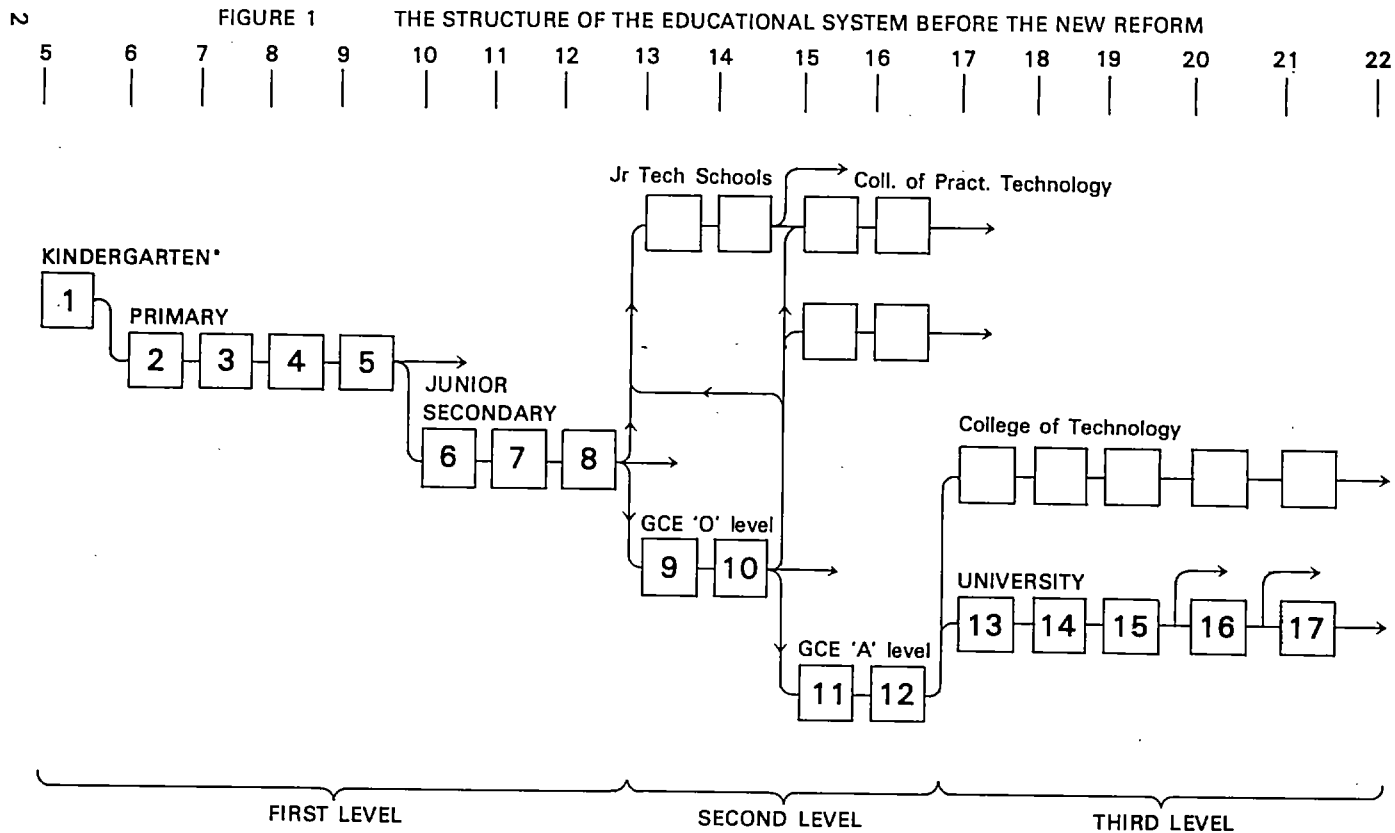 2
FIGURE 1 THE STRUCTURE OF THE EDUCATIONAL SYSTEM BEFORE THE NEW REFORM
5 6 7 8 9 10 11 12 13 14 15 16 17 18 19 20 21 22
Jr Tech Schools Coll. of Pract. Technology
KINDERGARTEN*
1
PRIMARY
2 3 4 5
JUNIOR
SECONDARY
6 7 8
College of Technology
GCE 'O' level
9 10
UNIVERSITY
13 14 15 16 17
GCE 'A' level
11 12
FIRST LEVEL SECOND LEVEL THIRD LEVEL